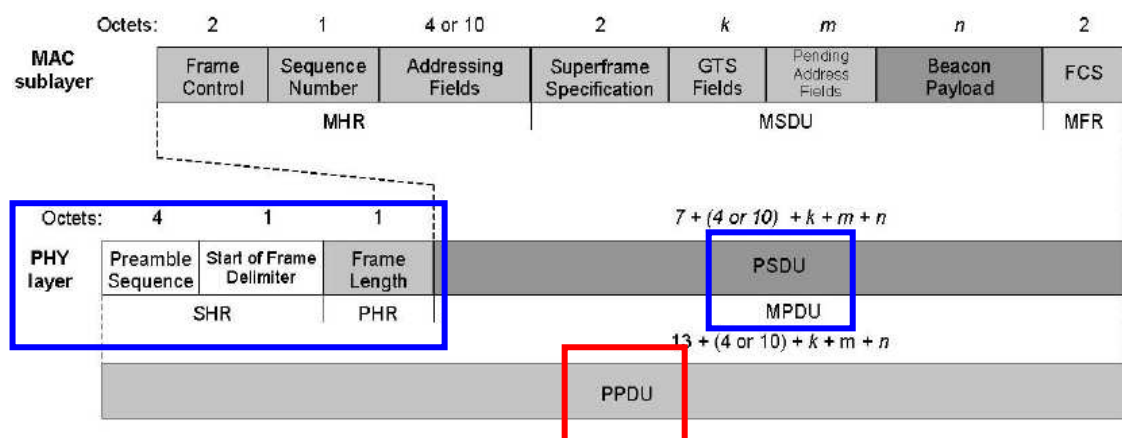 Octets: 2 1 4 or 10 2 k m n 2
MAC sublayer
Frame Control
Sequence Number
Addressing Fields
Superframe Specification
GTS Fields
Pending Address Fields
Beacon Payload
FCS
MHR MSDU MFR
Octets: 4 1 1 7 + (4 or 10) + k + m + n
PHY layer
Preamble Sequence
Start of Frame Delimiter
Frame Length
PSDU
SHR PHR MPDU
13 + (4 or 10) + k + m + n
PPDU